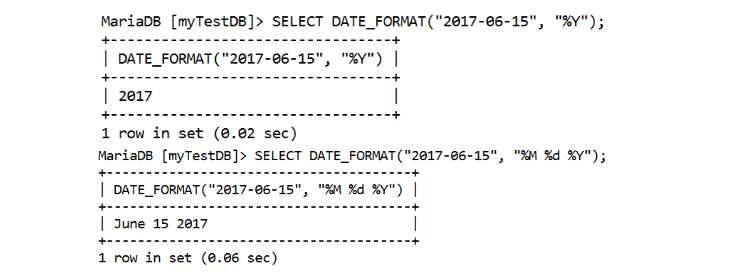 MariaDB [myTestDB]> SELECT DATE_FORMAT("2017-06-15", "%Y");
+---------------------------------+
| DATE_FORMAT("2017-06-15", "%Y") |
+---------------------------------+
| 2017                            |
+---------------------------------+
1 row in set (0.02 sec)
MariaDB [myTestDB]> SELECT DATE_FORMAT("2017-06-15", "%M %d %Y");
+---------------------------------------+
| DATE_FORMAT("2017-06-15", "%M %d %Y") |
+---------------------------------------+
| June 15 2017                          |
+---------------------------------------+
1 row in set (0.06 sec)